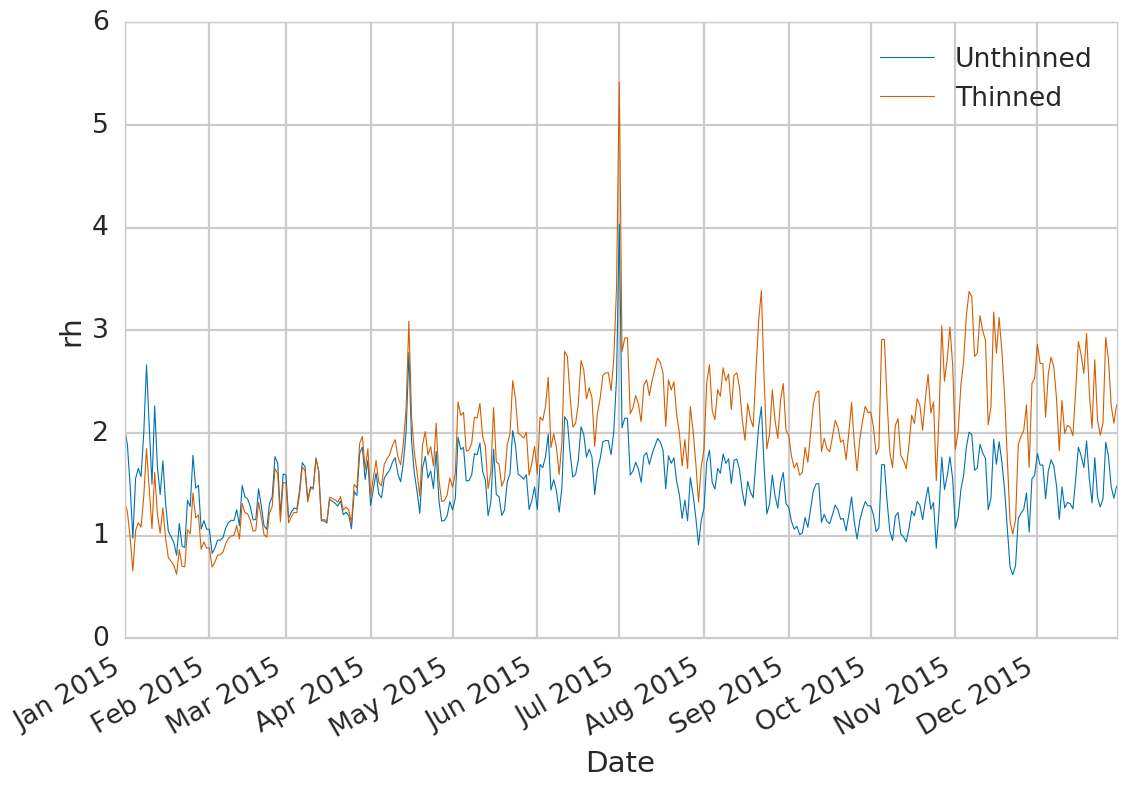 6
5
4
3
2
1
0
rh
Unthinned
Thinned
Jan 2015
Feb 2015
Mar 2015
Apr 2015
May 2015
Jun 2015
Jul 2015
Aug 2015
Sep 2015
Oct 2015
Nov 2015
Dec 2015
Date